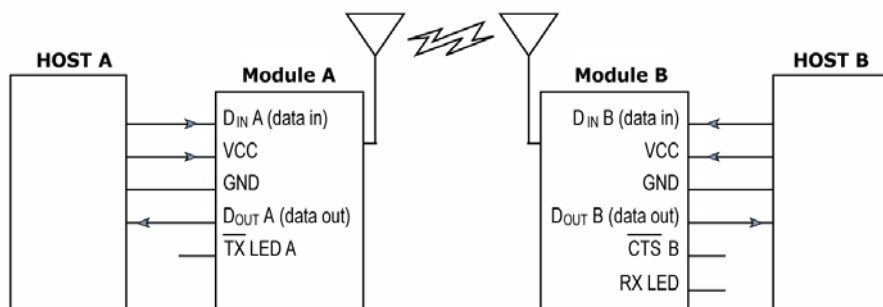 HOST A
Module A
Module B
HOST B
DIN A (data in)
VCC
GND
DOUT A (data out)
TX LED A
DIN B (data in)
VCC
GND
DOUT B (data out)
CTS B
RX LED